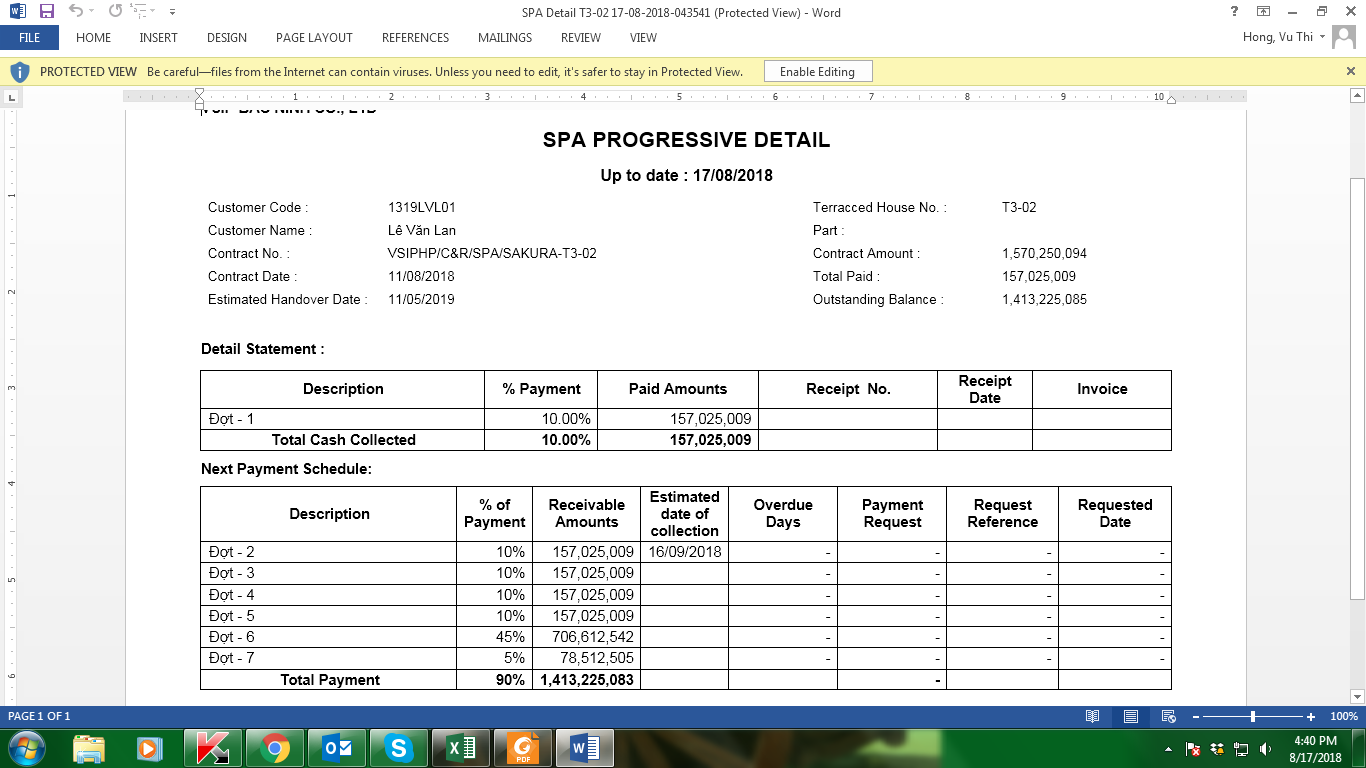 SPA Detail T3-02 17-08-2018-043541 (Protected View) - Word
FILE HOME INSERT DESIGN PAGE LAYOUT REFERENCES MAILINGS REVIEW VIEW Hong, Vu Thi
PROTECTED VIEW Be careful—files from the Internet can contain viruses. Unless you need to edit, it's safer to stay in Protected View. Enable Editing
1 2 3 4 5 6 7 8 9 10
SPA PROGRESSIVE DETAIL
Up to date : 17/08/2018
Customer Code : 1319LVL01 Terracced House No. : T3-02
Customer Name : Lê Văn Lan Part :
Contract No. : VSIPHP/C&R/SPA/SAKURA-T3-02 Contract Amount : 1,570,250,094
Contract Date : 11/08/2018 Total Paid : 157,025,009
Estimated Handover Date : 11/05/2019 Outstanding Balance : 1,413,225,085
Detail Statement :
Description % Payment Paid Amounts Receipt No. Receipt Date Invoice
Đợt - 1 10.00% 157,025,009
Total Cash Collected 10.00% 157,025,009
Next Payment Schedule:
Description % of Payment Receivable Amounts Estimated date of collection Overdue Days Payment Request Request Reference Requested Date
Đợt - 2 10% 157,025,009 16/09/2018 - - - -
Đợt - 3 10% 157,025,009 - - - -
Đợt - 4 10% 157,025,009 - - - -
Đợt - 5 10% 157,025,009 - - - -
Đợt - 6 45% 706,612,542 - - - -
Đợt - 7 5% 78,512,505 - - - -
Total Payment 90% 1,413,225,083 -
PAGE 1 OF 1 100%
4:40 PM
8/17/2018